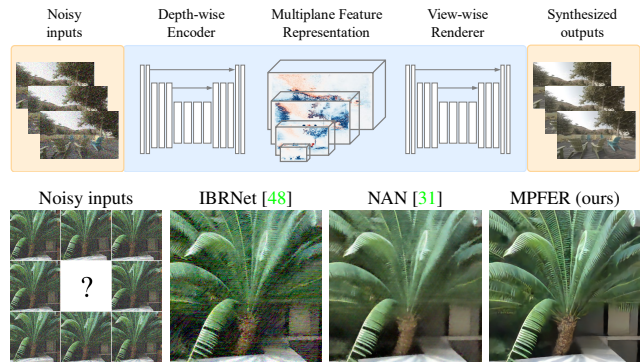 Noisy inputs
Depth-wise Encoder
Multiplane Feature Representation
View-wise Renderer
Synthesized outputs
Noisy inputs
IBRNet [48]
NAN [31]
MPFER (ours)
?